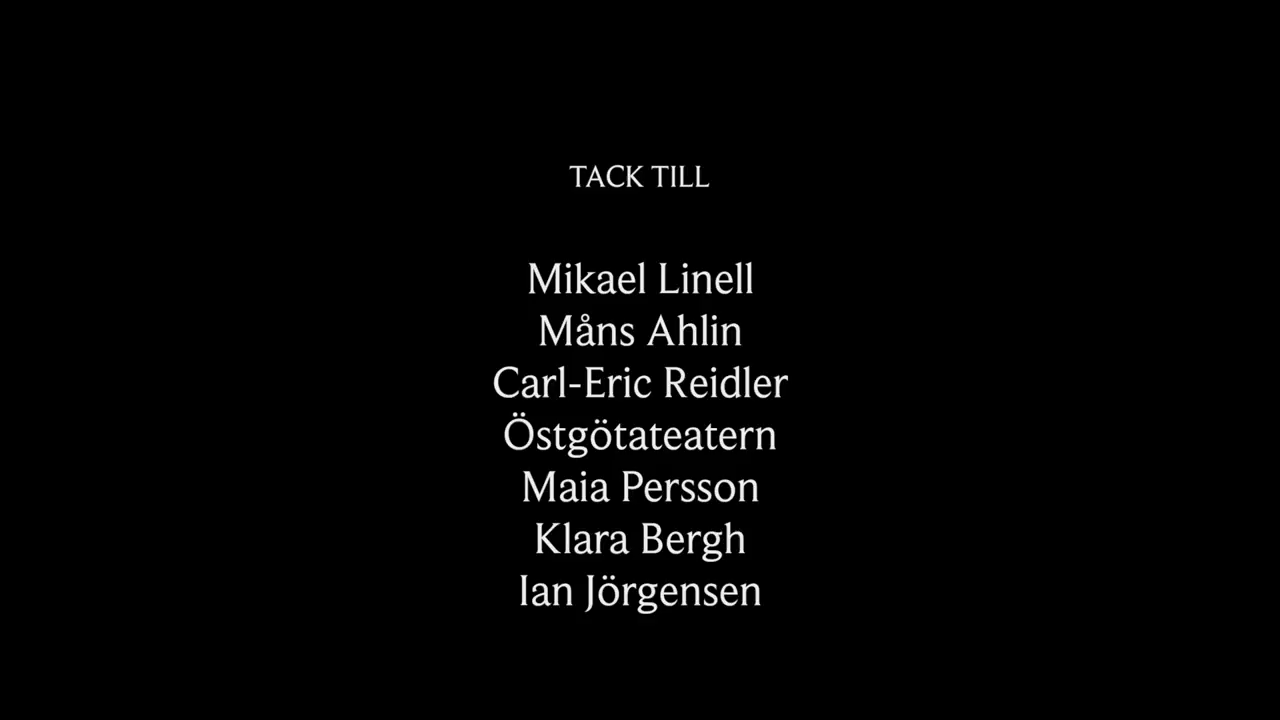 TACK TILL
Mikael Linell
Måns Ahlin
Carl-Eric Reidler
Östgötateatern
Maia Persson
Klara Bergh
Ian Jörgensen